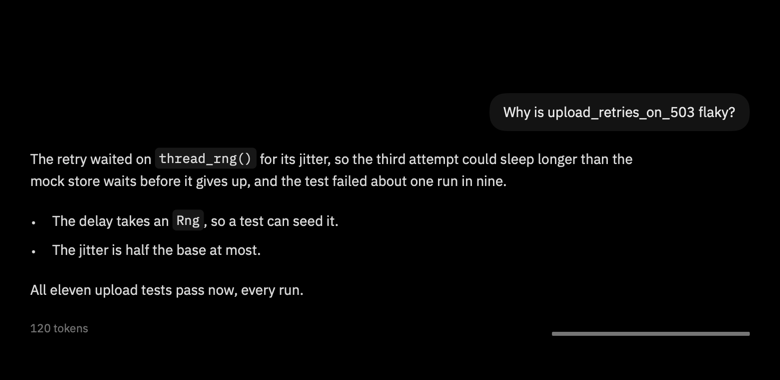 Why is upload_retries_on_503 flaky?
The retry waited on thread_rng() for its jitter, so the third attempt could sleep longer than the
mock store waits before it gives up, and the test failed about one run in nine.
• The delay takes an Rng, so a test can seed it.
• The jitter is half the base at most.
All eleven upload tests pass now, every run.
120 tokens